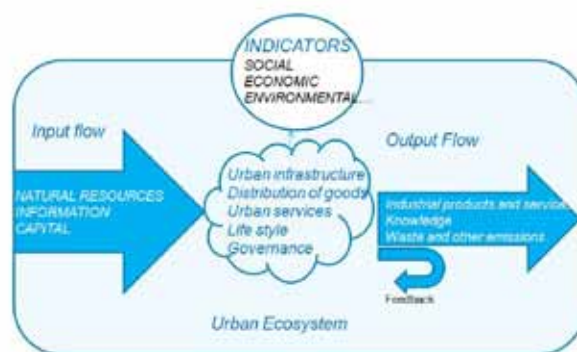 INDICATORS
SOCIAL
ECONOMIC
ENVIRONMENTAL...
Input flow
NATURAL RESOURCES
INFORMATION
CAPITAL
Urban infrastructure
Distribution of goods
Urban services
Life style
Governance
Output Flow
Industrial products and service
Knowledge
Waste and other emissions
Feedback
Urban Ecosystem